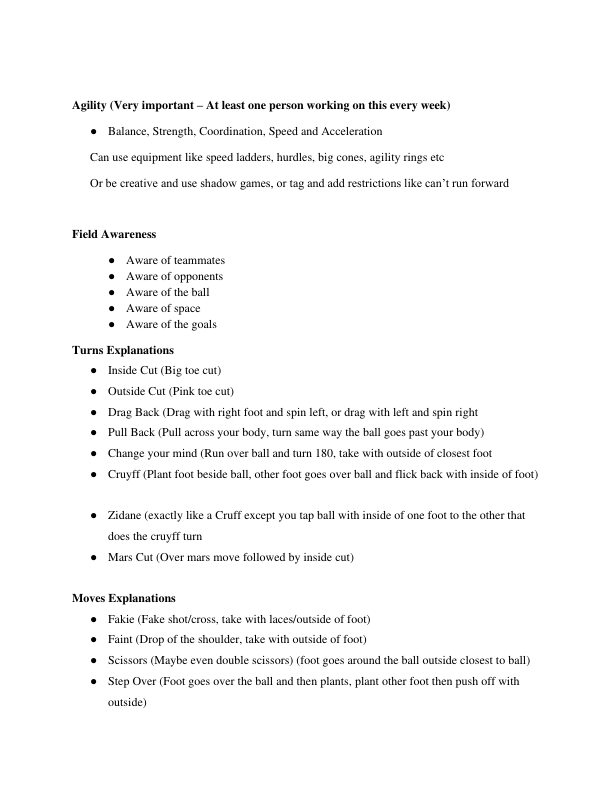 Agility (Very important – At least one person working on this every week)
● Balance, Strength, Coordination, Speed and Acceleration
Can use equipment like speed ladders, hurdles, big cones, agility rings etc
Or be creative and use shadow games, or tag and add restrictions like can’t run forward
Field Awareness
● Aware of teammates
● Aware of opponents
● Aware of the ball
● Aware of space
● Aware of the goals
Turns Explanations
● Inside Cut (Big toe cut)
● Outside Cut (Pink toe cut)
● Drag Back (Drag with right foot and spin left, or drag with left and spin right
● Pull Back (Pull across your body, turn same way the ball goes past your body)
● Change your mind (Run over ball and turn 180, take with outside of closest foot
● Cruyff (Plant foot beside ball, other foot goes over ball and flick back with inside of foot)
● Zidane (exactly like a Cruff except you tap ball with inside of one foot to the other that
does the cruyff turn
● Mars Cut (Over mars move followed by inside cut)
Moves Explanations
● Fakie (Fake shot/cross, take with laces/outside of foot)
● Faint (Drop of the shoulder, take with outside of foot)
● Scissors (Maybe even double scissors) (foot goes around the ball outside closest to ball)
● Step Over (Foot goes over the ball and then plants, plant other foot then push off with
outside)